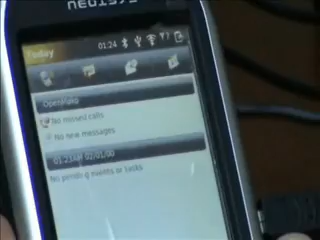 neo1973
Today
01:24
OpenMoko
No missed calls
No new messages
01:23AM 02/01/00
No pending events or tasks